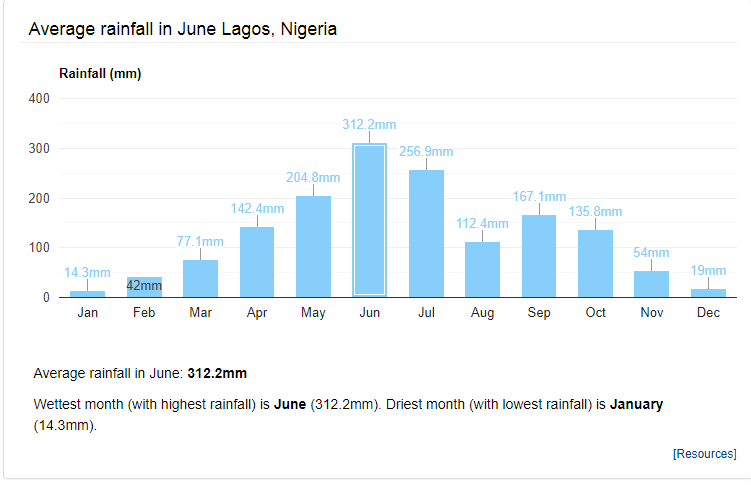 Average rainfall in June Lagos, Nigeria
Rainfall (mm)
400
300
200
100
0
14.3mm
42mm
77.1mm
142.4mm
204.8mm
312.2mm
256.9mm
112.4mm
167.1mm
135.8mm
54mm
19mm
Jan Feb Mar Apr May Jun Jul Aug Sep Oct Nov Dec
Average rainfall in June: 312.2mm
Wettest month (with highest rainfall) is June (312.2mm). Driest month (with lowest rainfall) is January
(14.3mm).
[Resources]